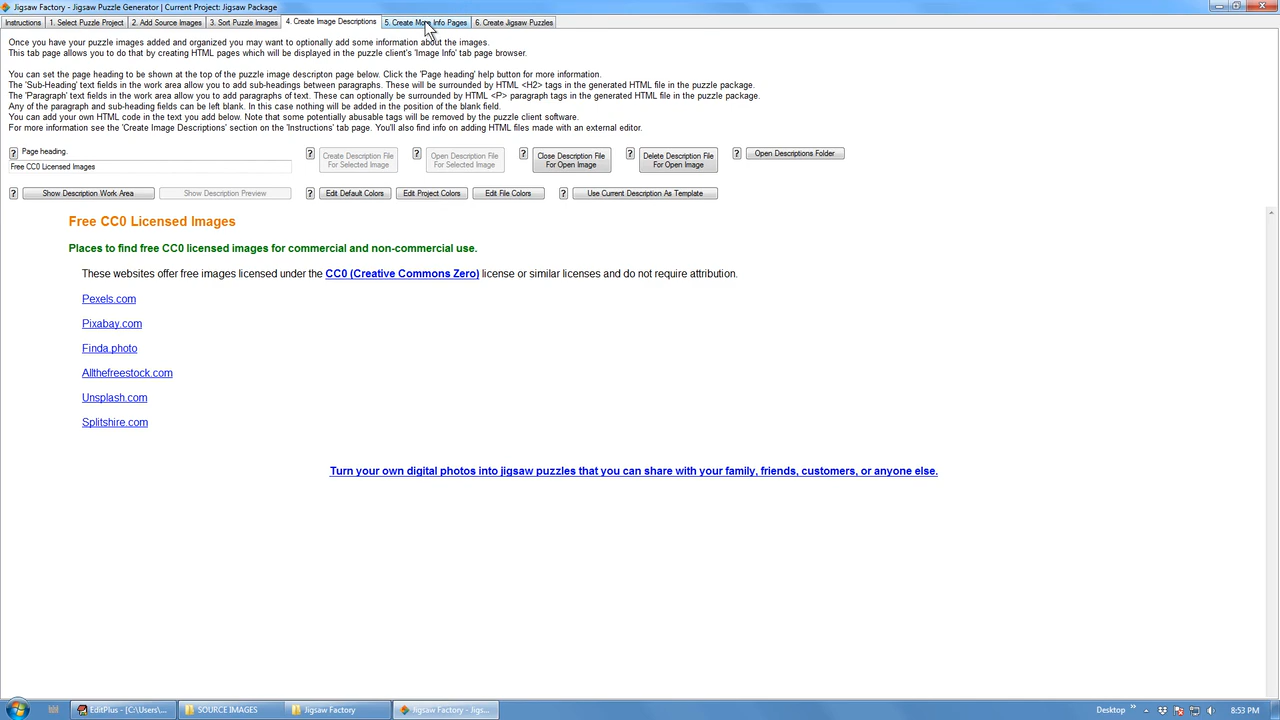 Jigsaw Factory - Jigsaw Puzzle Generator | Current Project: Jigsaw Package
Instructions 1. Select Puzzle Project 2. Add Source Images 3. Sort Puzzle Images 4. Create Image Descriptions 5. Create More Info Pages 6. Create Jigsaw Puzzles
Once you have your puzzle images added and organized you may want to optionally add some information about the images.
This tab page allows you to do that by creating HTML pages which will be displayed in the puzzle client's 'Image Info' tab page browser.
You can set the page heading to be shown at the top of the puzzle image descripton page below. Click the 'Page heading' help button for more information.
The 'Sub-Heading' text fields in the work area allow you to add sub-headings between paragraphs. These will be surrounded by HTML <H2> tags in the generated HTML file in the puzzle package.
The 'Paragraph' text fields in the work area allow you to add paragraphs of text. These can optionally be surrounded by HTML <P> paragraph tags in the generated HTML file in the puzzle package.
Any of the paragraph and sub-heading fields can be left blank. In this case nothing will be added in the position of the blank field.
You can add your own HTML code in the text you add below. Note that some potentially abusable tags will be removed by the puzzle client software.
For more information see the 'Create Image Descriptions' section on the 'Instructions' tab page. You'll also find info on adding HTML files made with an external editor.
? Page heading.
Free CC0 Licensed Images
? Create Description File For Selected Image
? Open Description File For Selected Image
? Close Description File For Open Image
? Delete Description File For Open Image
? Open Descriptions Folder
? Show Description Work Area Show Description Preview ? Edit Default Colors Edit Project Colors Edit File Colors ? Use Current Description As Template
Free CC0 Licensed Images
Places to find free CC0 licensed images for commercial and non-commercial use.
These websites offer free images licensed under the CC0 (Creative Commons Zero) license or similar licenses and do not require attribution.
Pexels.com
Pixabay.com
Finda.photo
Allthefreestock.com
Unsplash.com
Splitshire.com
Turn your own digital photos into jigsaw puzzles that you can share with your family, friends, customers, or anyone else.
EditPlus - [C:\Users\... SOURCE IMAGES Jigsaw Factory Jigsaw Factory - Jigs... Desktop » 8:53 PM